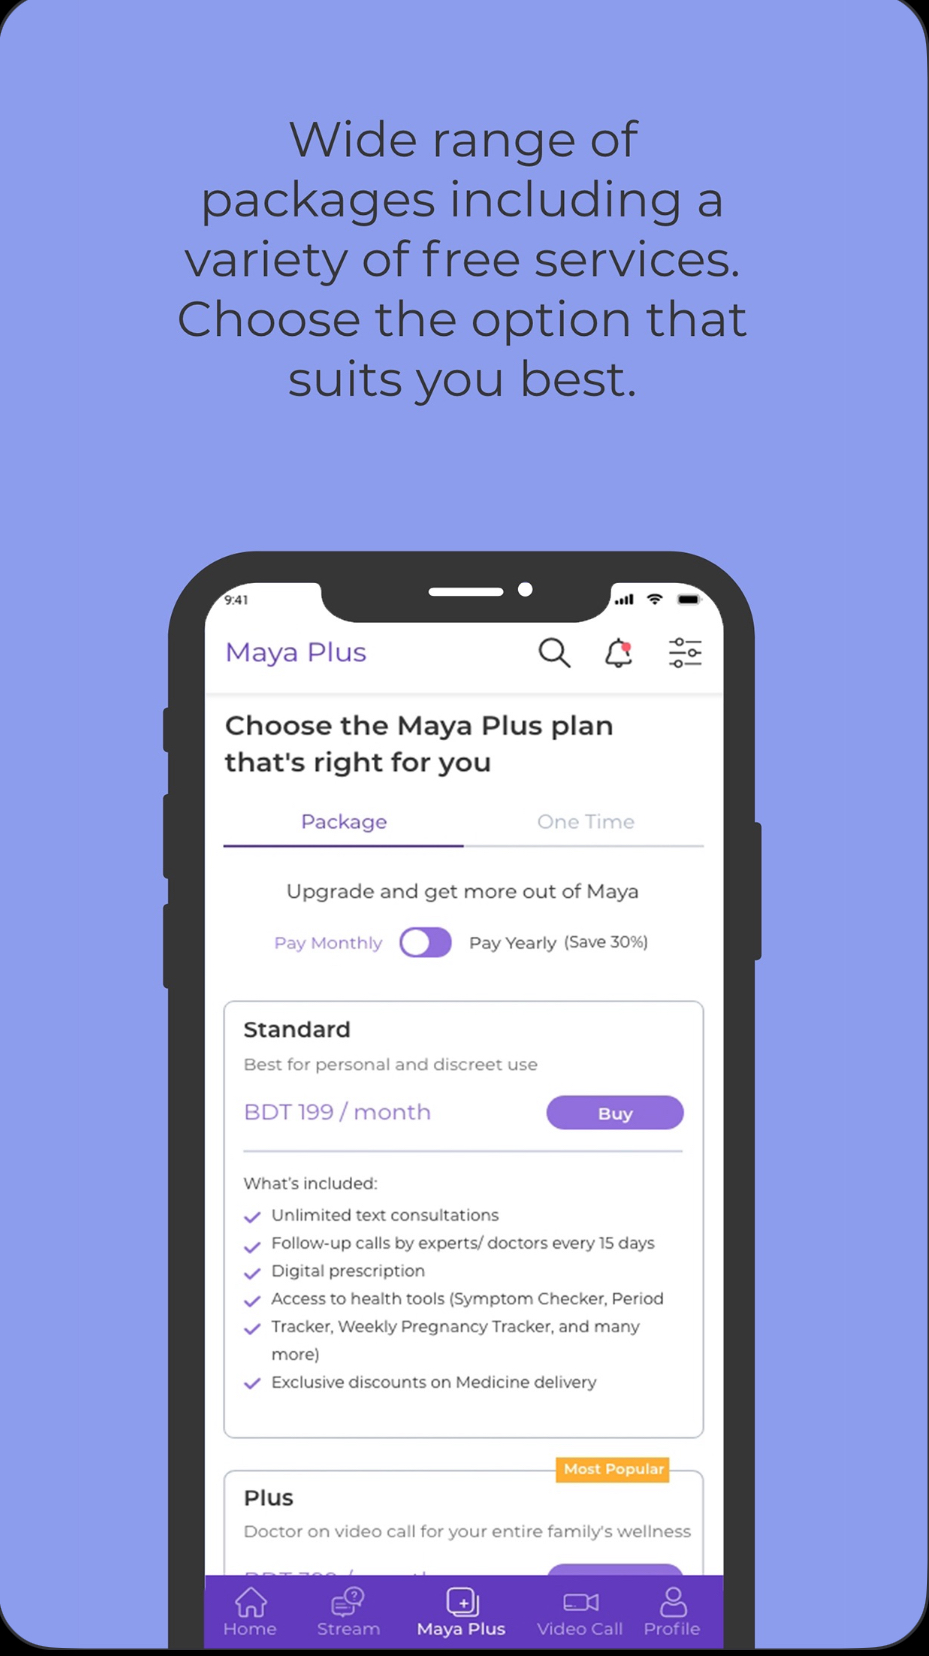 Wide range of
packages including a
variety of free services.
Choose the option that
suits you best.
9:41
Maya Plus
Choose the Maya Plus plan
that's right for you
Package One Time
Upgrade and get more out of Maya
Pay Monthly Pay Yearly (Save 30%)
Standard
Best for personal and discreet use
BDT 199 / month Buy
What's included:
Unlimited text consultations
Follow-up calls by experts/ doctors every 15 days
Digital prescription
Access to health tools (Symptom Checker, Period
Tracker, Weekly Pregnancy Tracker, and many
more)
Exclusive discounts on Medicine delivery
Most Popular
Plus
Doctor on video call for your entire family's wellness
Home Stream Maya Plus Video Call Profile